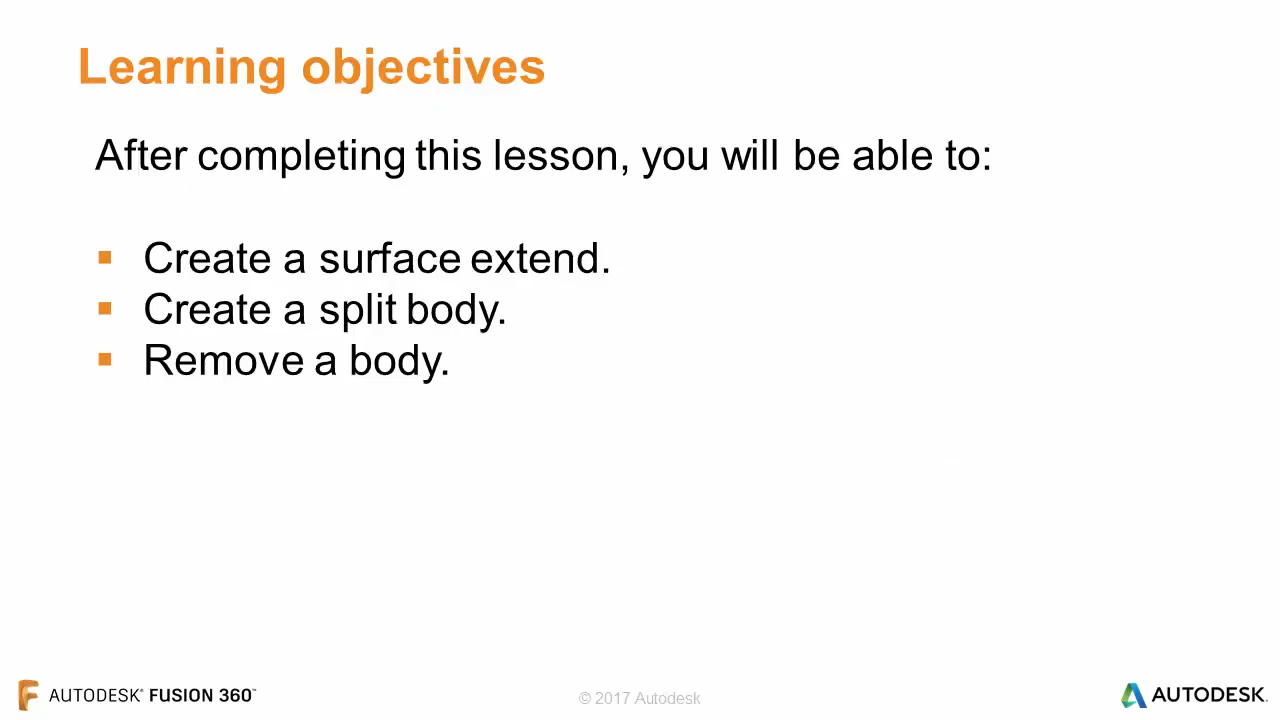 Learning objectives
After completing this lesson, you will be able to:
▪ Create a surface extend.
▪ Create a split body.
▪ Remove a body.
AUTODESK® FUSION 360™
© 2017 Autodesk
AUTODESK.